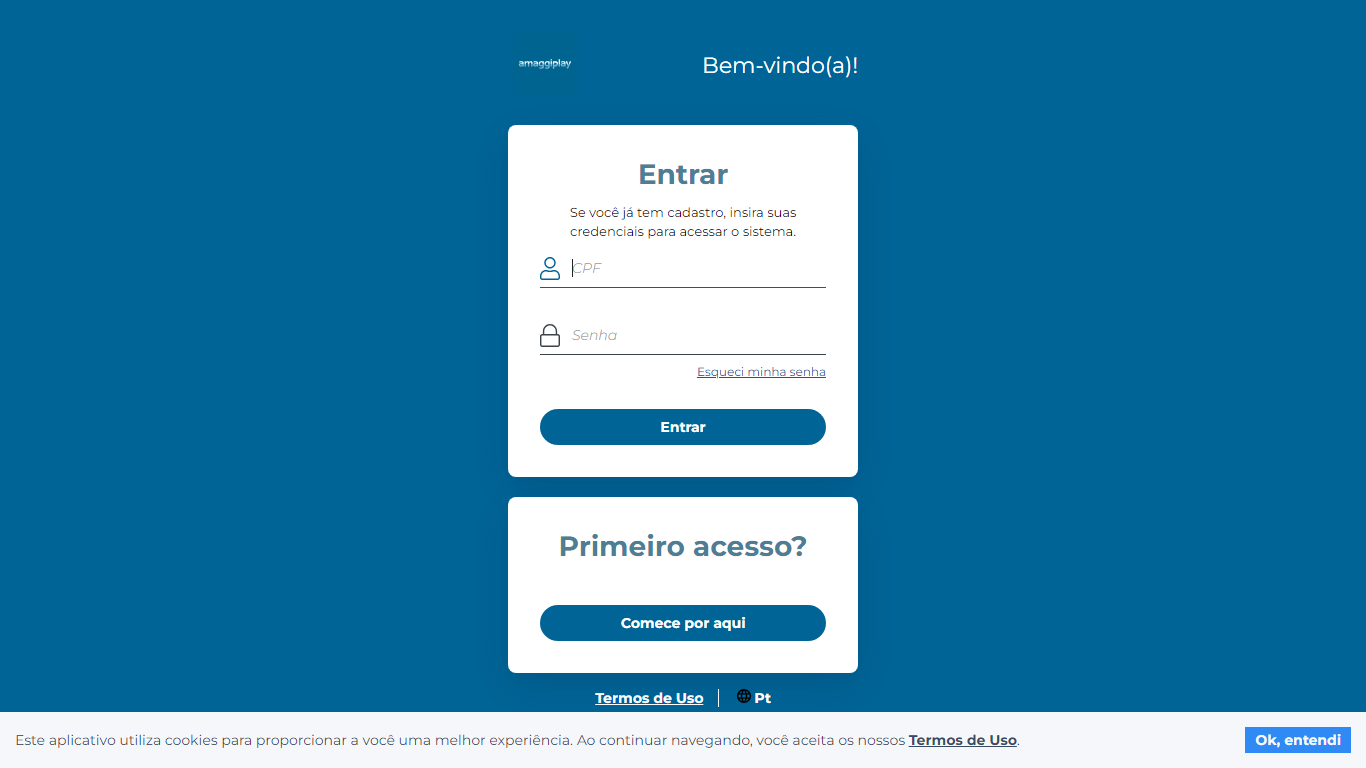 amaggiplay
Bem-vindo(a)!
Entrar
Se você já tem cadastro, insira suas
credenciais para acessar o sistema.
CPF
Senha
Esqueci minha senha
Entrar
Primeiro acesso?
Comece por aqui
Termos de Uso
Pt
Este aplicativo utiliza cookies para proporcionar a você uma melhor experiência. Ao continuar navegando, você aceita os nossos Termos de Uso.
Ok, entendi